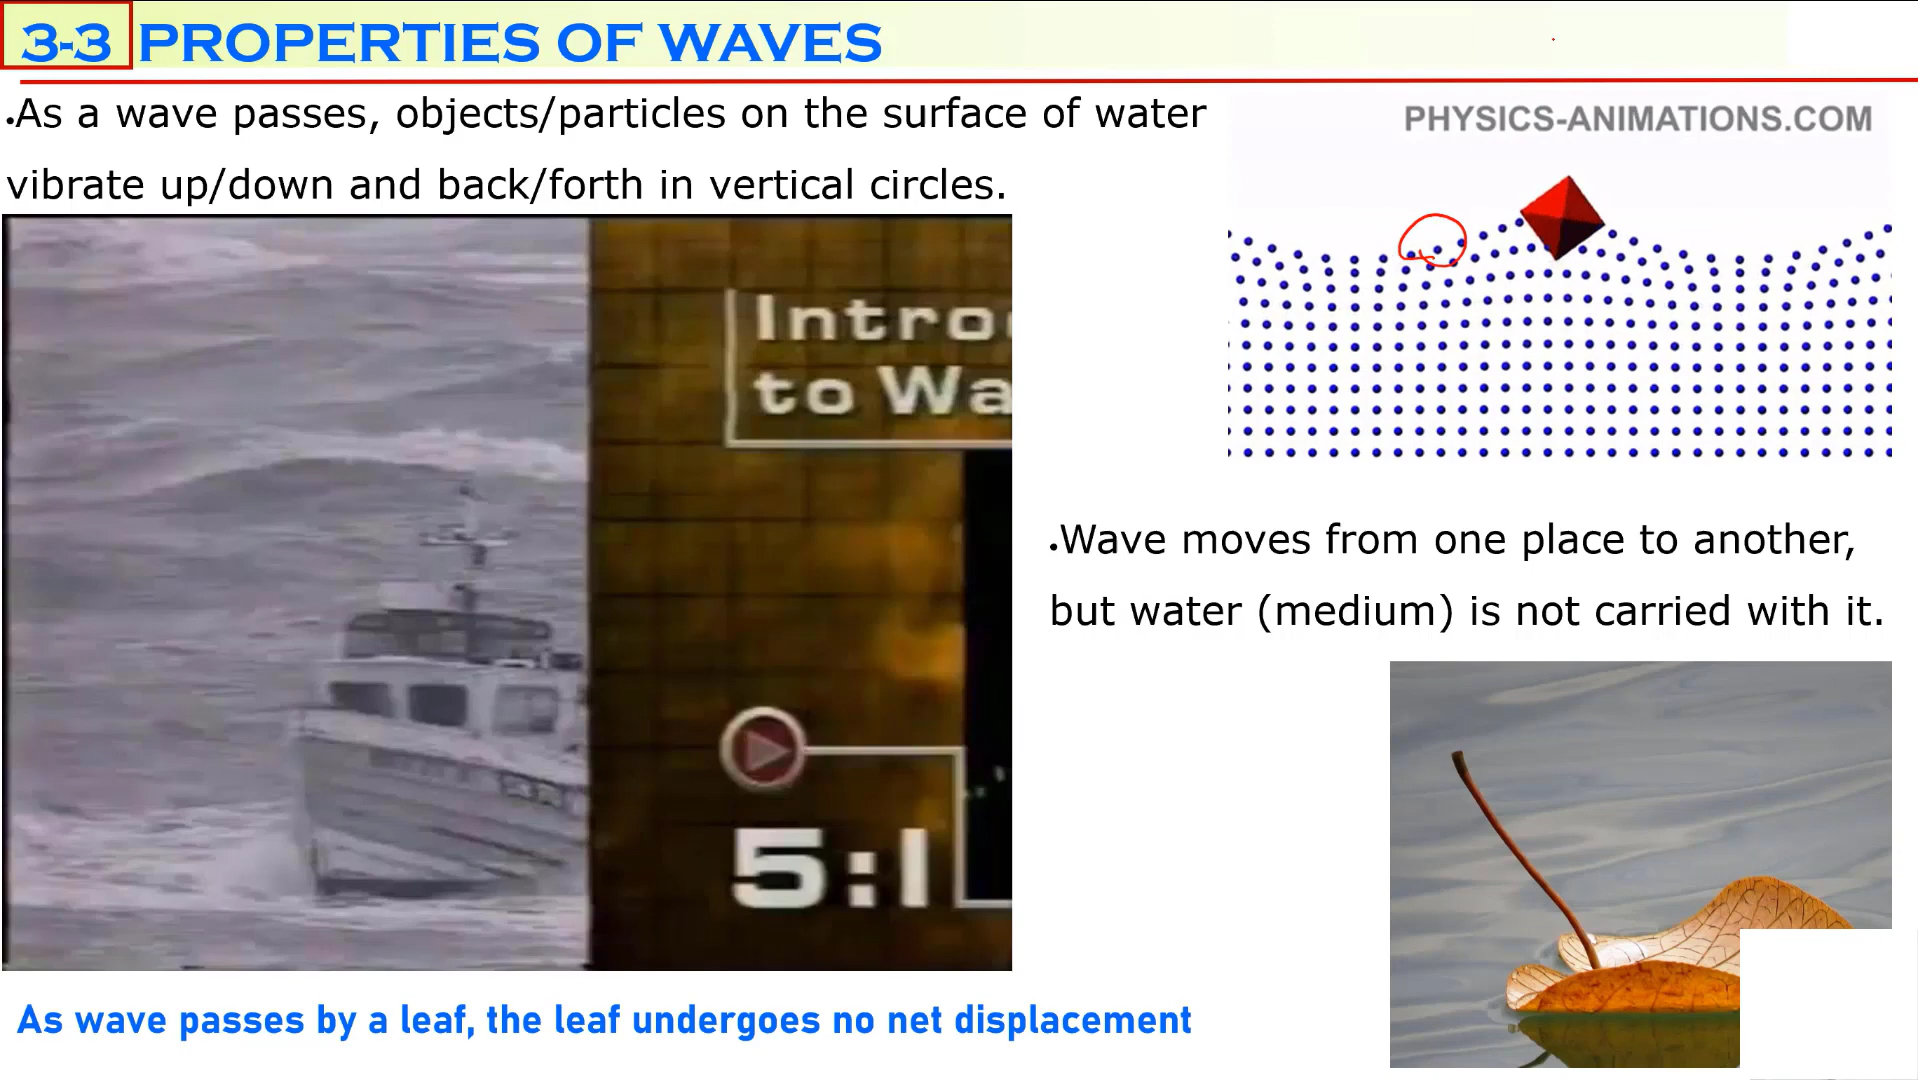 3-3 PROPERTIES OF WAVES
•As a wave passes, objects/particles on the surface of water
vibrate up/down and back/forth in vertical circles.
PHYSICS-ANIMATIONS.COM
Intro
to Wa
5:1
•Wave moves from one place to another,
but water (medium) is not carried with it.
As wave passes by a leaf, the leaf undergoes no net displacement